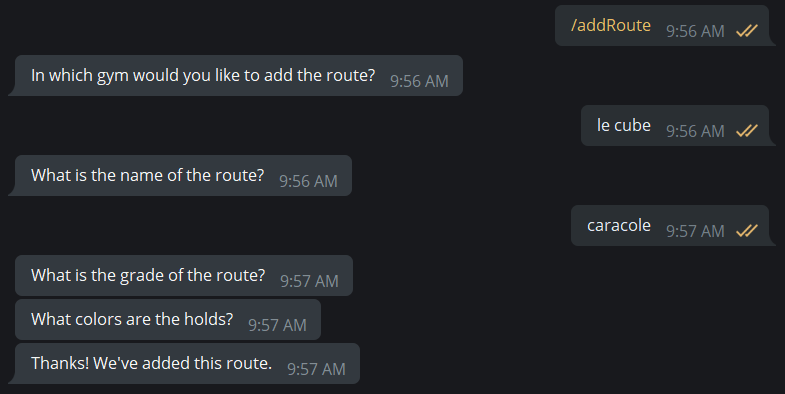 /addRoute 9:56 AM
In which gym would you like to add the route? 9:56 AM
le cube 9:56 AM
What is the name of the route? 9:56 AM
caracole 9:57 AM
What is the grade of the route? 9:57 AM
What colors are the holds? 9:57 AM
Thanks! We've added this route. 9:57 AM